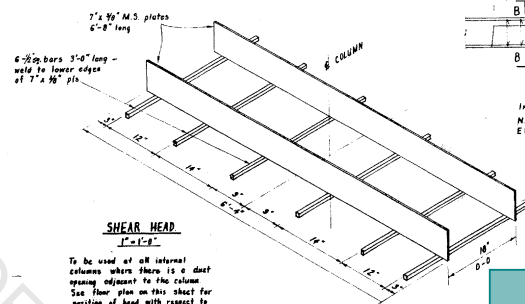 7" x 3/8" M.S. plates
6'-8" long
6-1/2 sq. bars 3'-0" long -
weld to lower edges
of 7" x 3/8" pls
℄ COLUMN
B
B
3"
12"
14"
9"
9"
14"
12"
3"
6'-4"
18"
0-0
SHEAR HEAD
1" = 1'-0"
To be used at all internal
columns where there is a duct
opening adjacent to the column
See floor plan on this sheet for
position of head with respect to